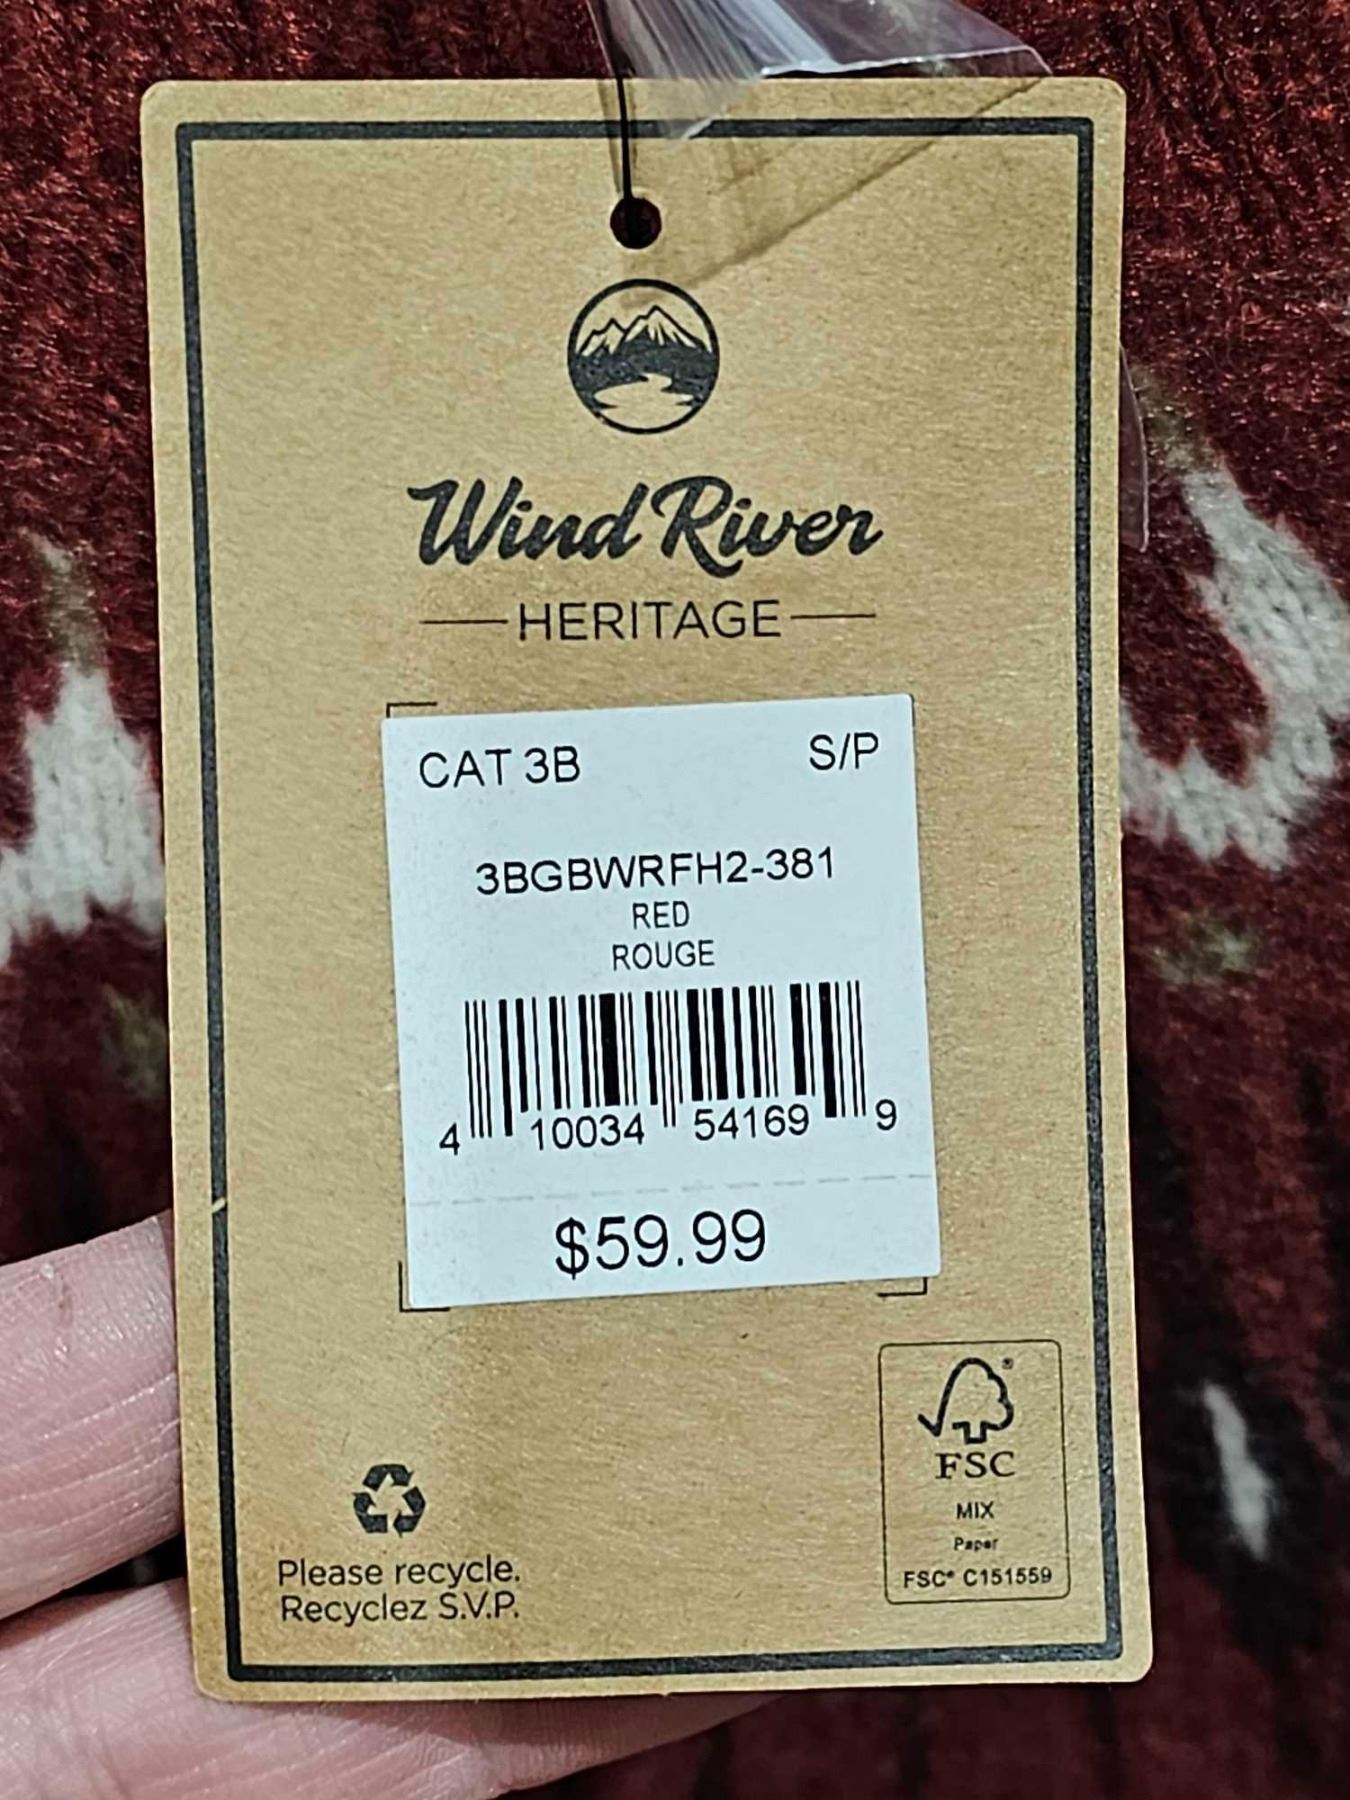 Wind River
HERITAGE
CAT 3B S/P
3BGBWRFH2-381
RED
ROUGE
4 10034 54169 9
$59.99
FSC
MIX
Paper
FSC® C151559
Please recycle.
Recyclez S.V.P.